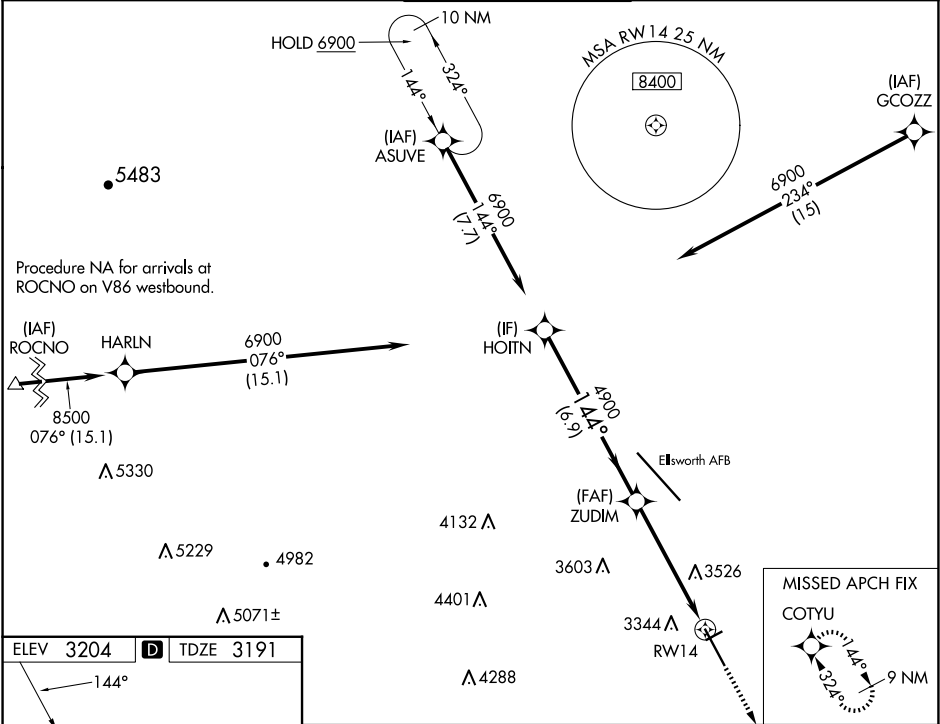 10 NM
HOLD 6900
144°
324°
(IAF)
ASUVE
MSA RW14 25 NM
8400
(IAF)
GCOZZ
5483
6900
144°
(7.7)
6900
234°
(15)
Procedure NA for arrivals at
ROCNO on V86 westbound.
(IAF)
ROCNO
HARLN
6900
076°
(15.1)
(IF)
HOITN
8500
076° (15.1)
4900
144°
(6.9)
5330
Ellsworth AFB
(FAF)
ZUDIM
4132
5229
4982
3603
3526
4401
5071±
3344
RW14
MISSED APCH FIX
COTYU
144°
324°
9 NM
ELEV 3204 D TDZE 3191
144°
4288